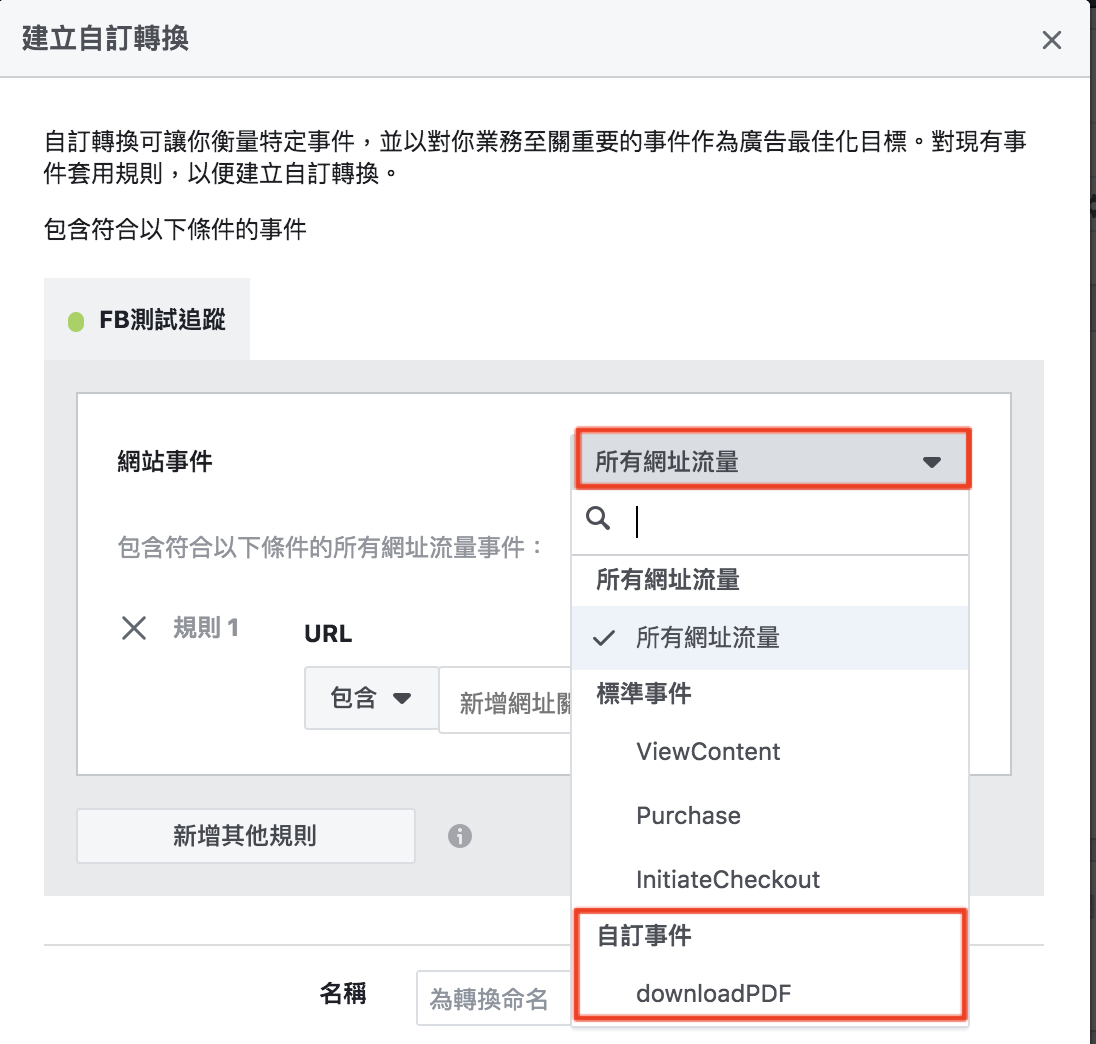 建立自訂轉換
自訂轉換可讓你衡量特定事件，並以對你業務至關重要的事件作為廣告最佳化目標。對現有事
件套用規則，以便建立自訂轉換。
包含符合以下條件的事件
FB測試追蹤
網站事件
所有網址流量
包含符合以下條件的所有網址流量事件：
所有網址流量
所有網址流量
規則 1
URL
包含
新增網址關
標準事件
ViewContent
Purchase
InitiateCheckout
新增其他規則
自訂事件
downloadPDF
名稱
為轉換命名